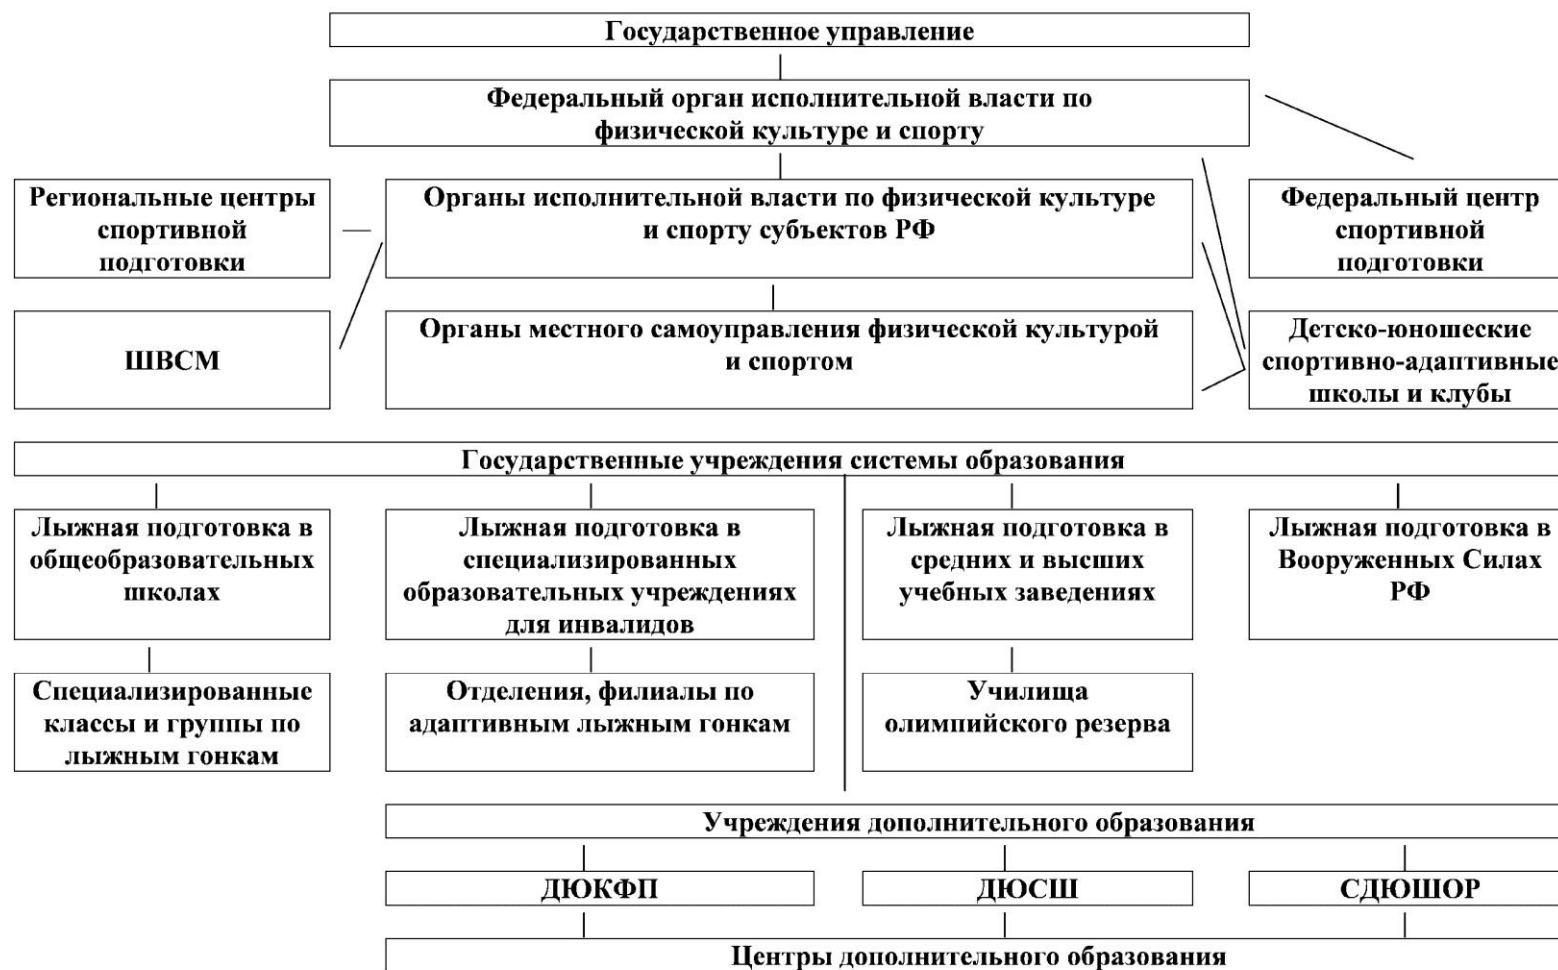 Государственное управление
Федеральный орган исполнительной власти по
физической культуре и спорту
Региональные центры
спортивной
подготовки
Органы исполнительной власти по физической культуре
и спорту субъектов РФ
Федеральный центр
спортивной
подготовки
ШВСМ
Органы местного самоуправления физической культурой
и спортом
Детско-юношеские
спортивно-адаптивные
школы и клубы
Государственные учреждения системы образования
Лыжная подготовка в
общеобразовательных
школах
Лыжная подготовка в
специализированных
образовательных учреждениях
для инвалидов
Лыжная подготовка в
средних и высших
учебных заведениях
Лыжная подготовка в
Вооруженных Силах
РФ
Специализированные
классы и группы по
лыжным гонкам
Отделения, филиалы по
адаптивным лыжным гонкам
Училища
олимпийского резерва
Учреждения дополнительного образования
ДЮКФП
ДЮСШ
СДЮШОР
Центры дополнительного образования